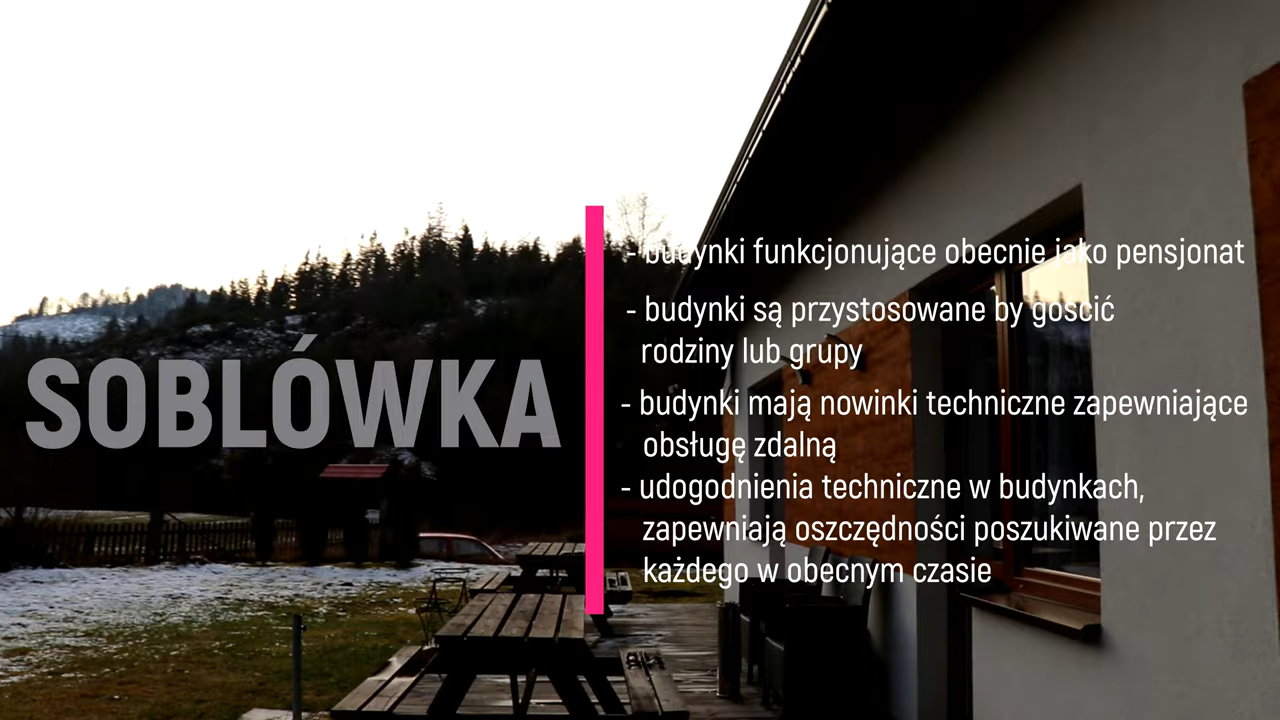 SOBLÓWKA
- budynki funkcjonujące obecnie jako pensjonat
- budynki są przystosowane by gościć
rodziny lub grupy
- budynki mają nowinki techniczne zapewniające
obsługę zdalną
- udogodnienia techniczne w budynkach,
zapewniają oszczędności poszukiwane przez
każdego w obecnym czasie